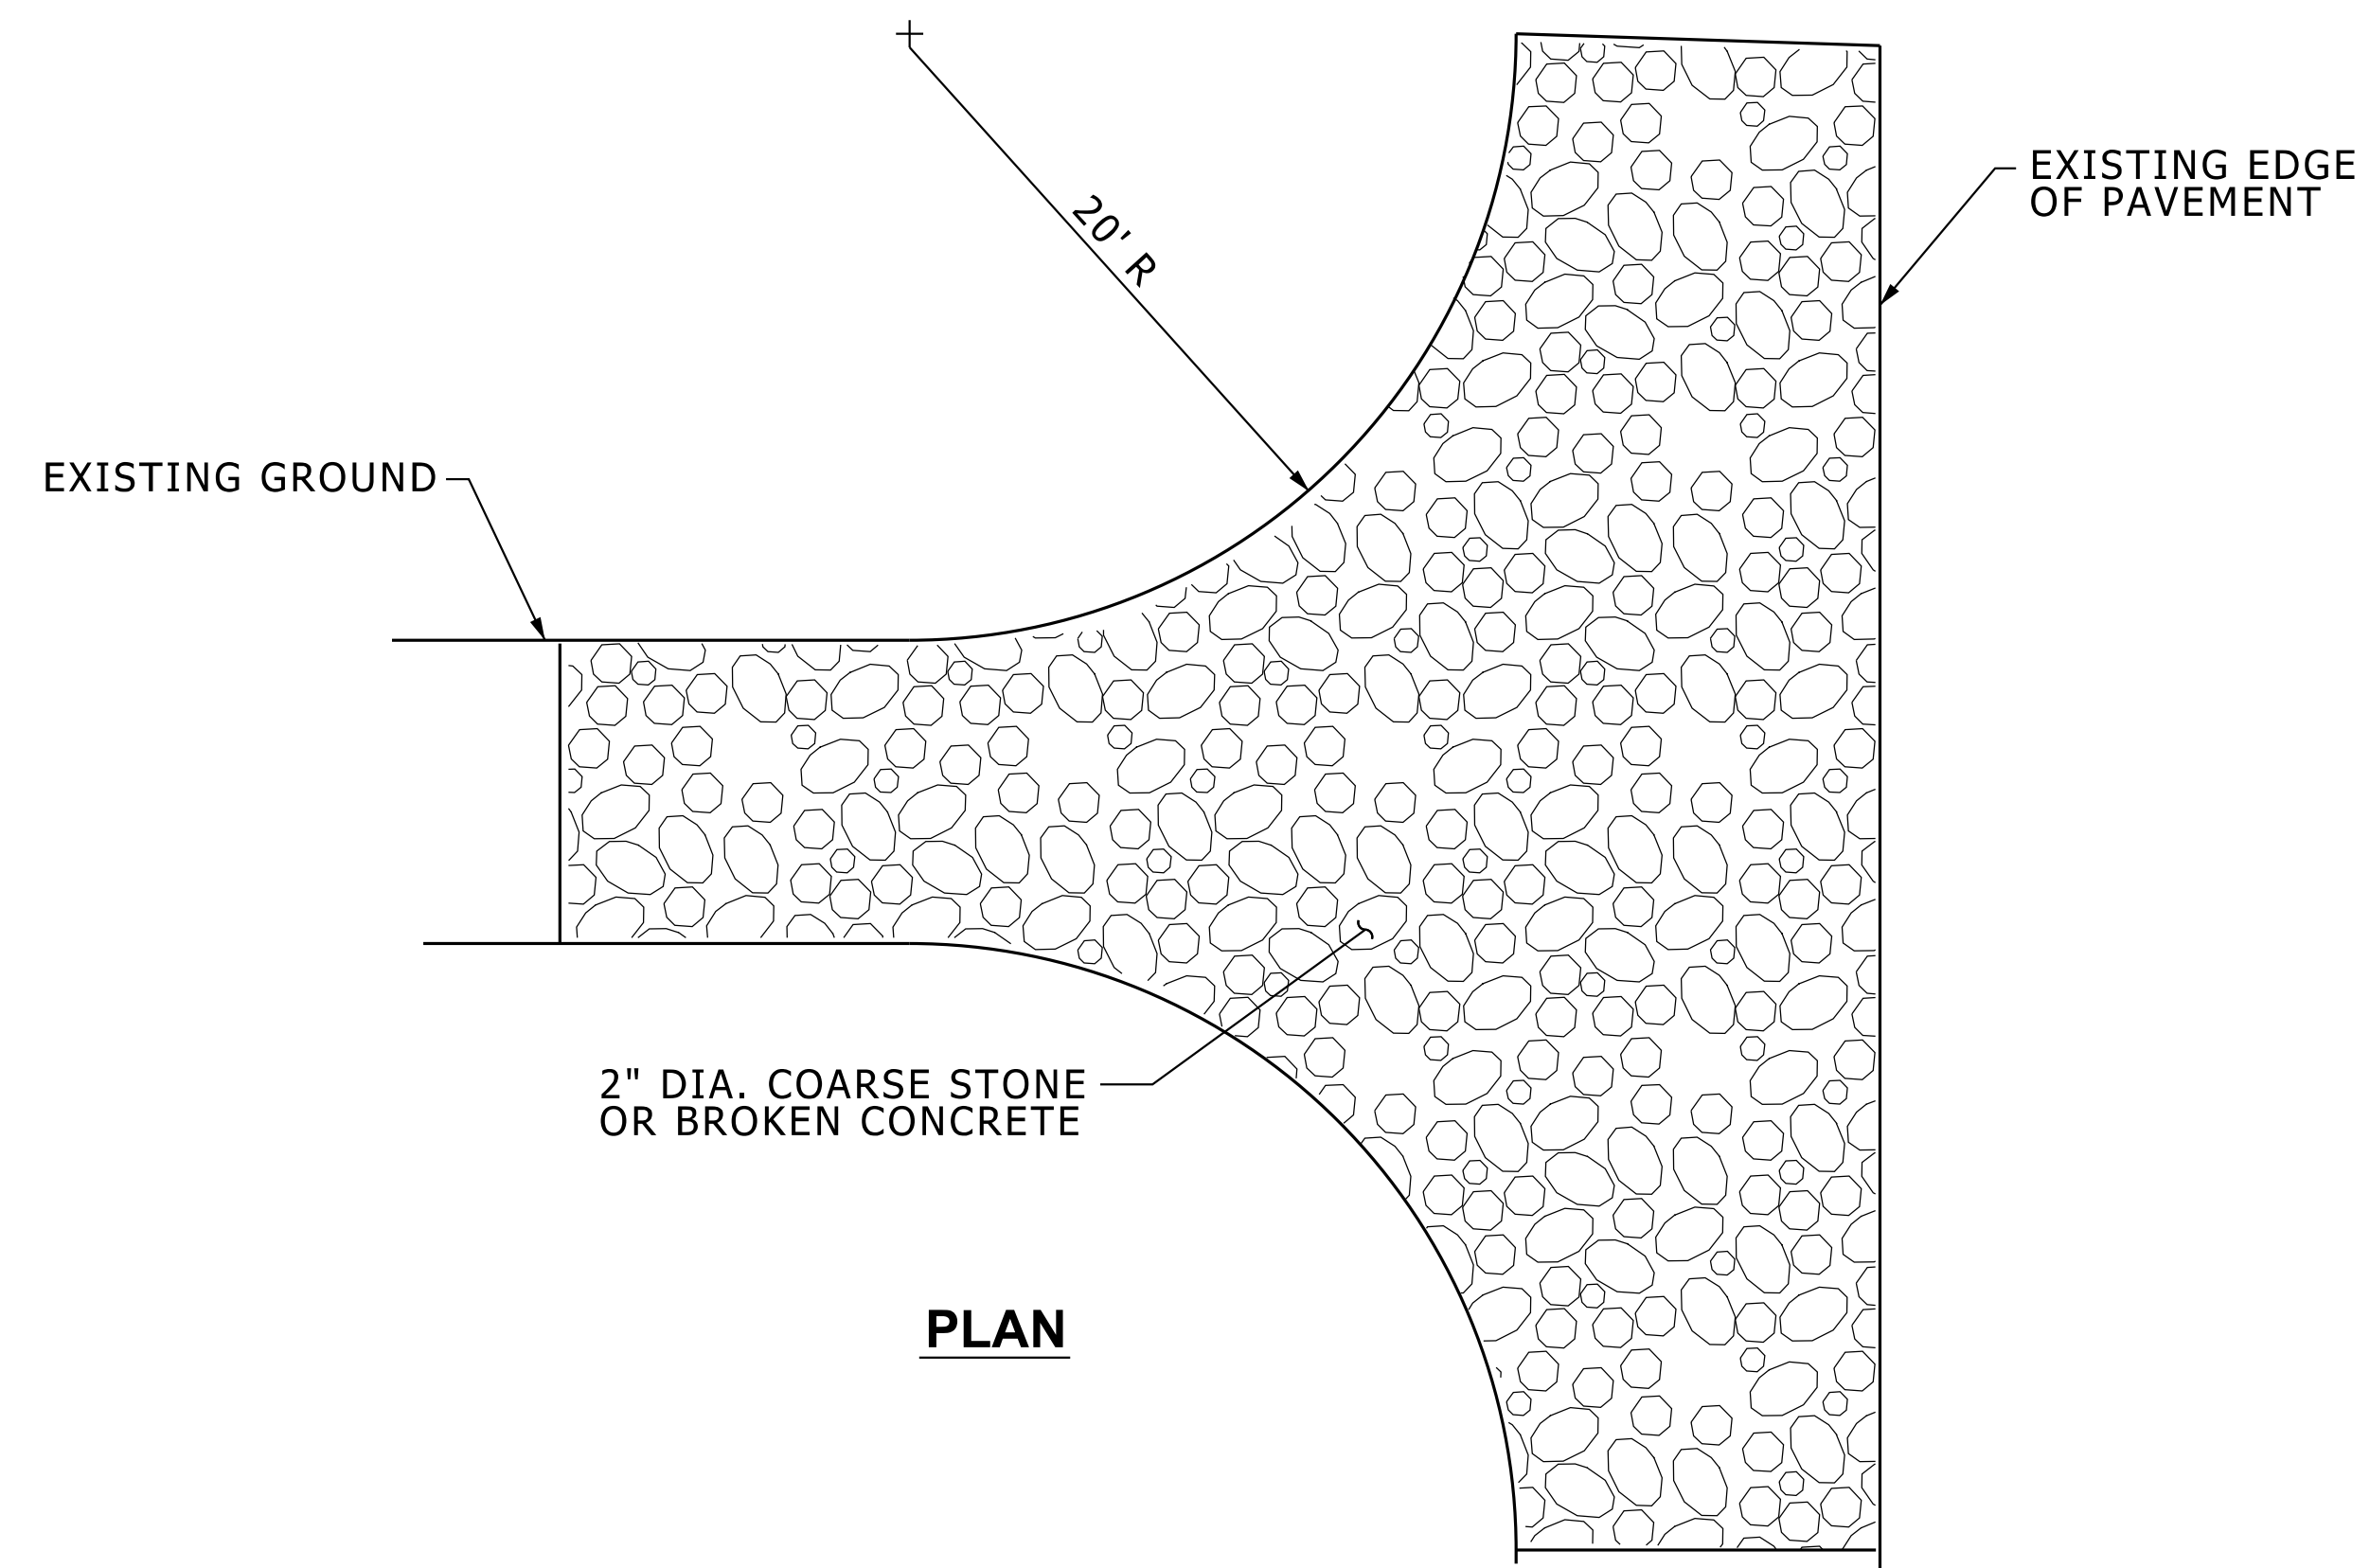 20' R
EXISTING EDGE
OF PAVEMENT
EXISTING GROUND
2" DIA. COARSE STONE
OR BROKEN CONCRETE
PLAN